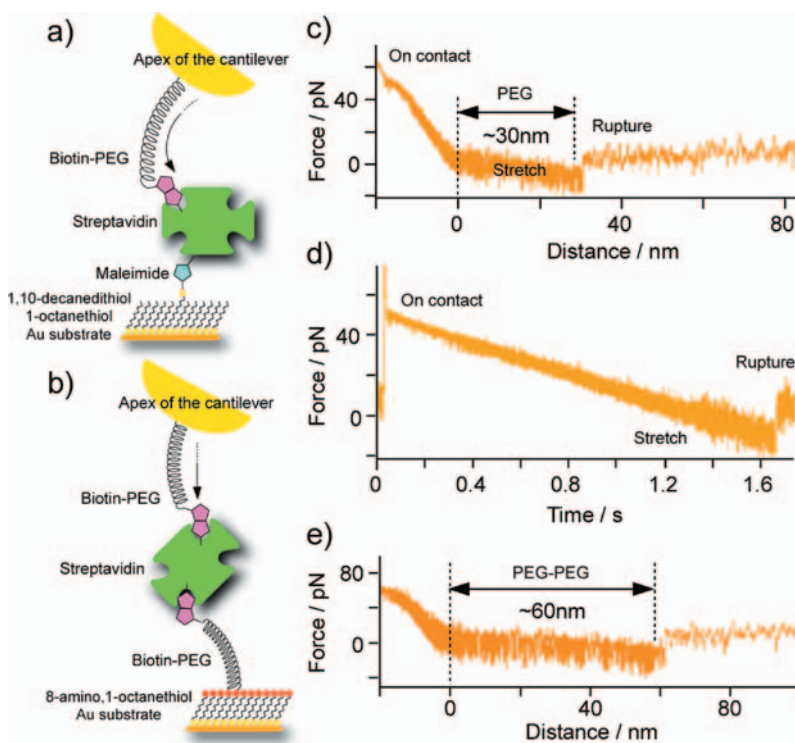 a)
Apex of the cantilever
Biotin-PEG
Streptavidin
Maleimide
1,10-decanedithiol
1-octanethiol
Au substrate
b)
Apex of the cantilever
Biotin-PEG
Streptavidin
Biotin-PEG
8-amino,1-octanethiol
Au substrate
c)
On contact
PEG
~30nm
Rupture
Stretch
Force / pN
40
0
0 40 80
Distance / nm
d)
On contact
Rupture
Stretch
Force / pN
40
0
0 0.4 0.8 1.2 1.6
Time / s
e)
PEG-PEG
~60nm
Force / pN
80
0
0 40 80
Distance / nm